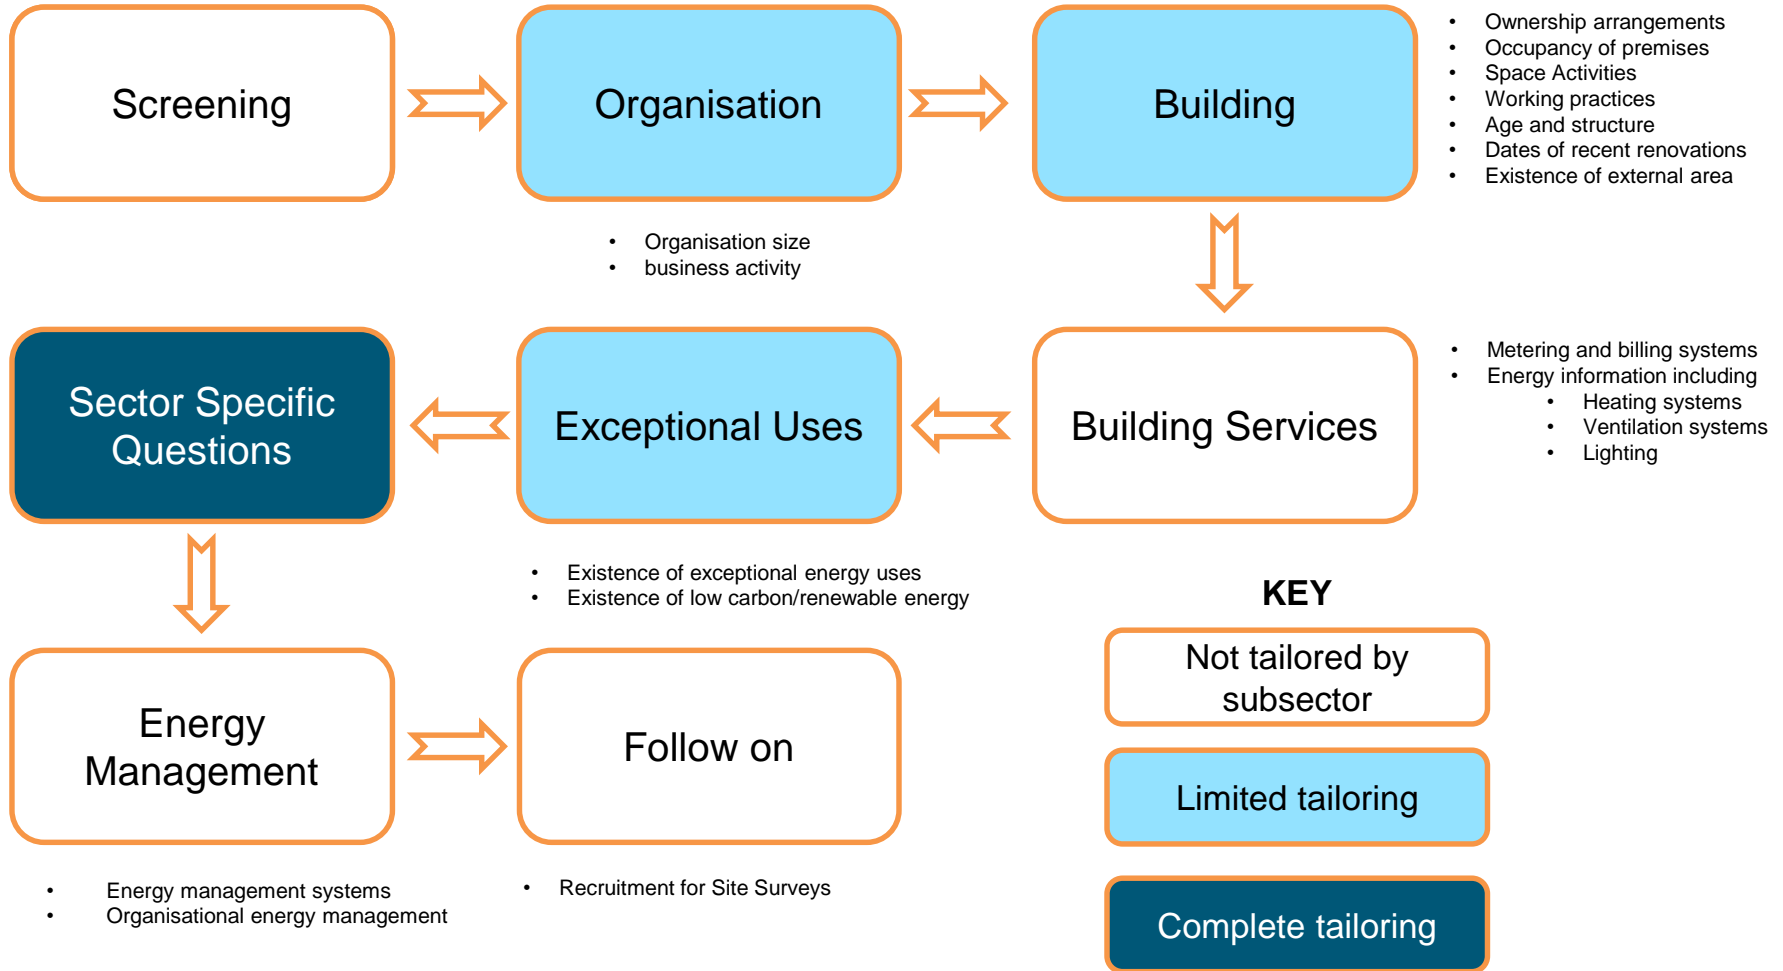 Screening
Organisation
Building
• Ownership arrangements
• Occupancy of premises
• Space Activities
• Working practices
• Age and structure
• Dates of recent renovations
• Existence of external area
• Organisation size
• business activity
Sector Specific
Questions
Exceptional Uses
Building Services
• Metering and billing systems
• Energy information including
• Heating systems
• Ventilation systems
• Lighting
• Existence of exceptional energy uses
• Existence of low carbon/renewable energy
Energy
Management
Follow on
• Energy management systems
• Organisational energy management
• Recruitment for Site Surveys
KEY
Not tailored by
subsector
Limited tailoring
Complete tailoring